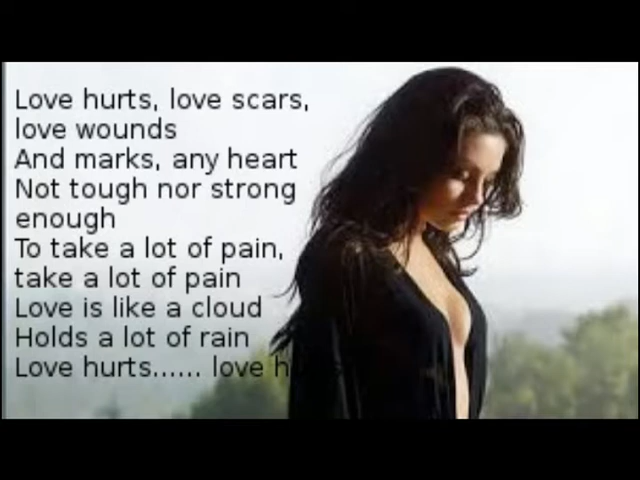 Love hurts, love scars,
love wounds
And marks, any heart
Not tough nor strong
enough
To take a lot of pain,
take a lot of pain
Love is like a cloud
Holds a lot of rain
Love hurts...... love hurts